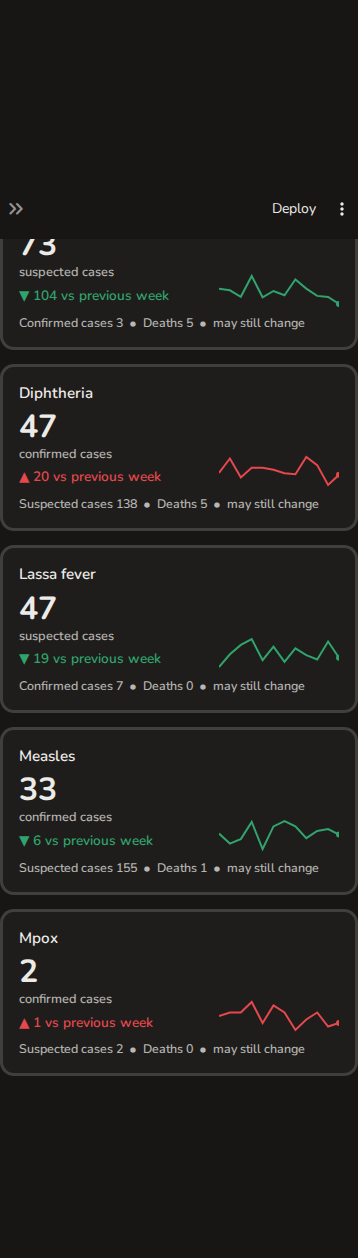 Deploy
73
suspected cases
▼ 104 vs previous week
Confirmed cases 3 ● Deaths 5 ● may still change
Diphtheria
47
confirmed cases
▲ 20 vs previous week
Suspected cases 138 ● Deaths 5 ● may still change
Lassa fever
47
suspected cases
▼ 19 vs previous week
Confirmed cases 7 ● Deaths 0 ● may still change
Measles
33
confirmed cases
▼ 6 vs previous week
Suspected cases 155 ● Deaths 1 ● may still change
Mpox
2
confirmed cases
▲ 1 vs previous week
Suspected cases 2 ● Deaths 0 ● may still change